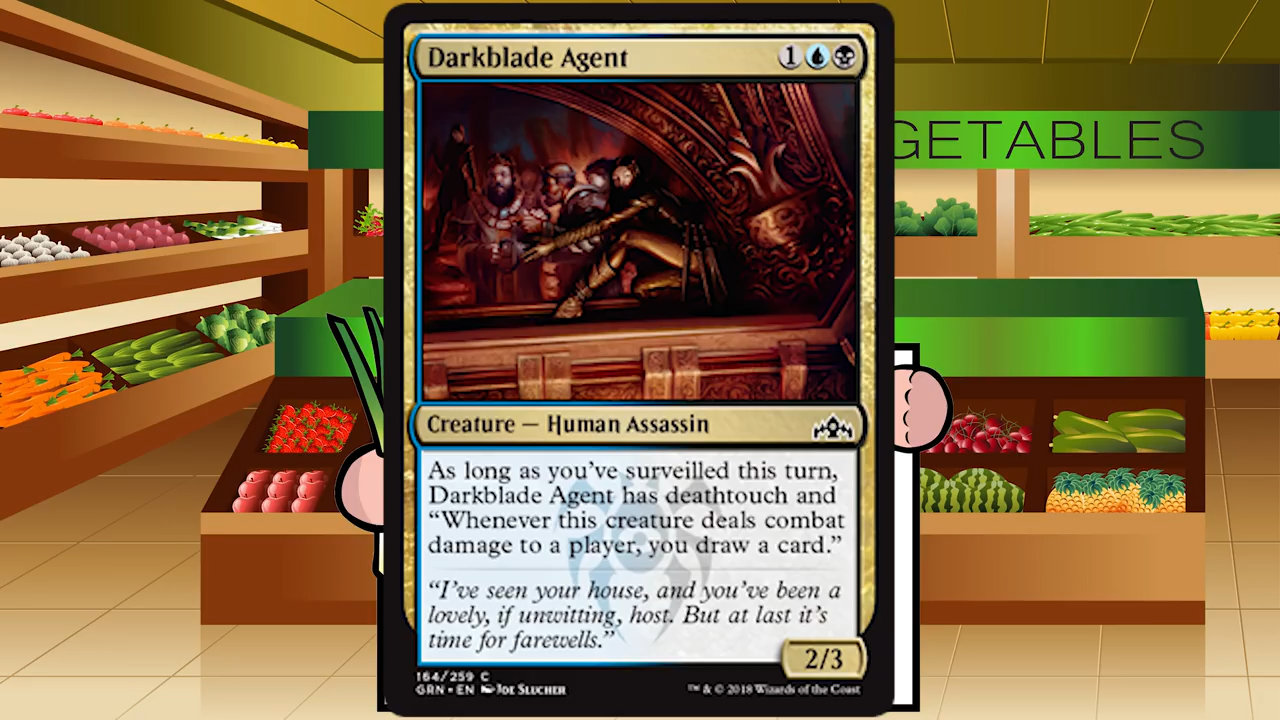 Darkblade Agent 1
GETABLES
Creature — Human Assassin
As long as you've surveilled this turn,
Darkblade Agent has deathtouch and
“Whenever this creature deals combat
damage to a player, you draw a card.”
“I've seen your house, and you've been a
lovely, if unwitting, host. But at last it's
time for farewells.”
2/3
164/259 C
GRN • EN Joe Slucher
™ & © 2018 Wizards of the Coast